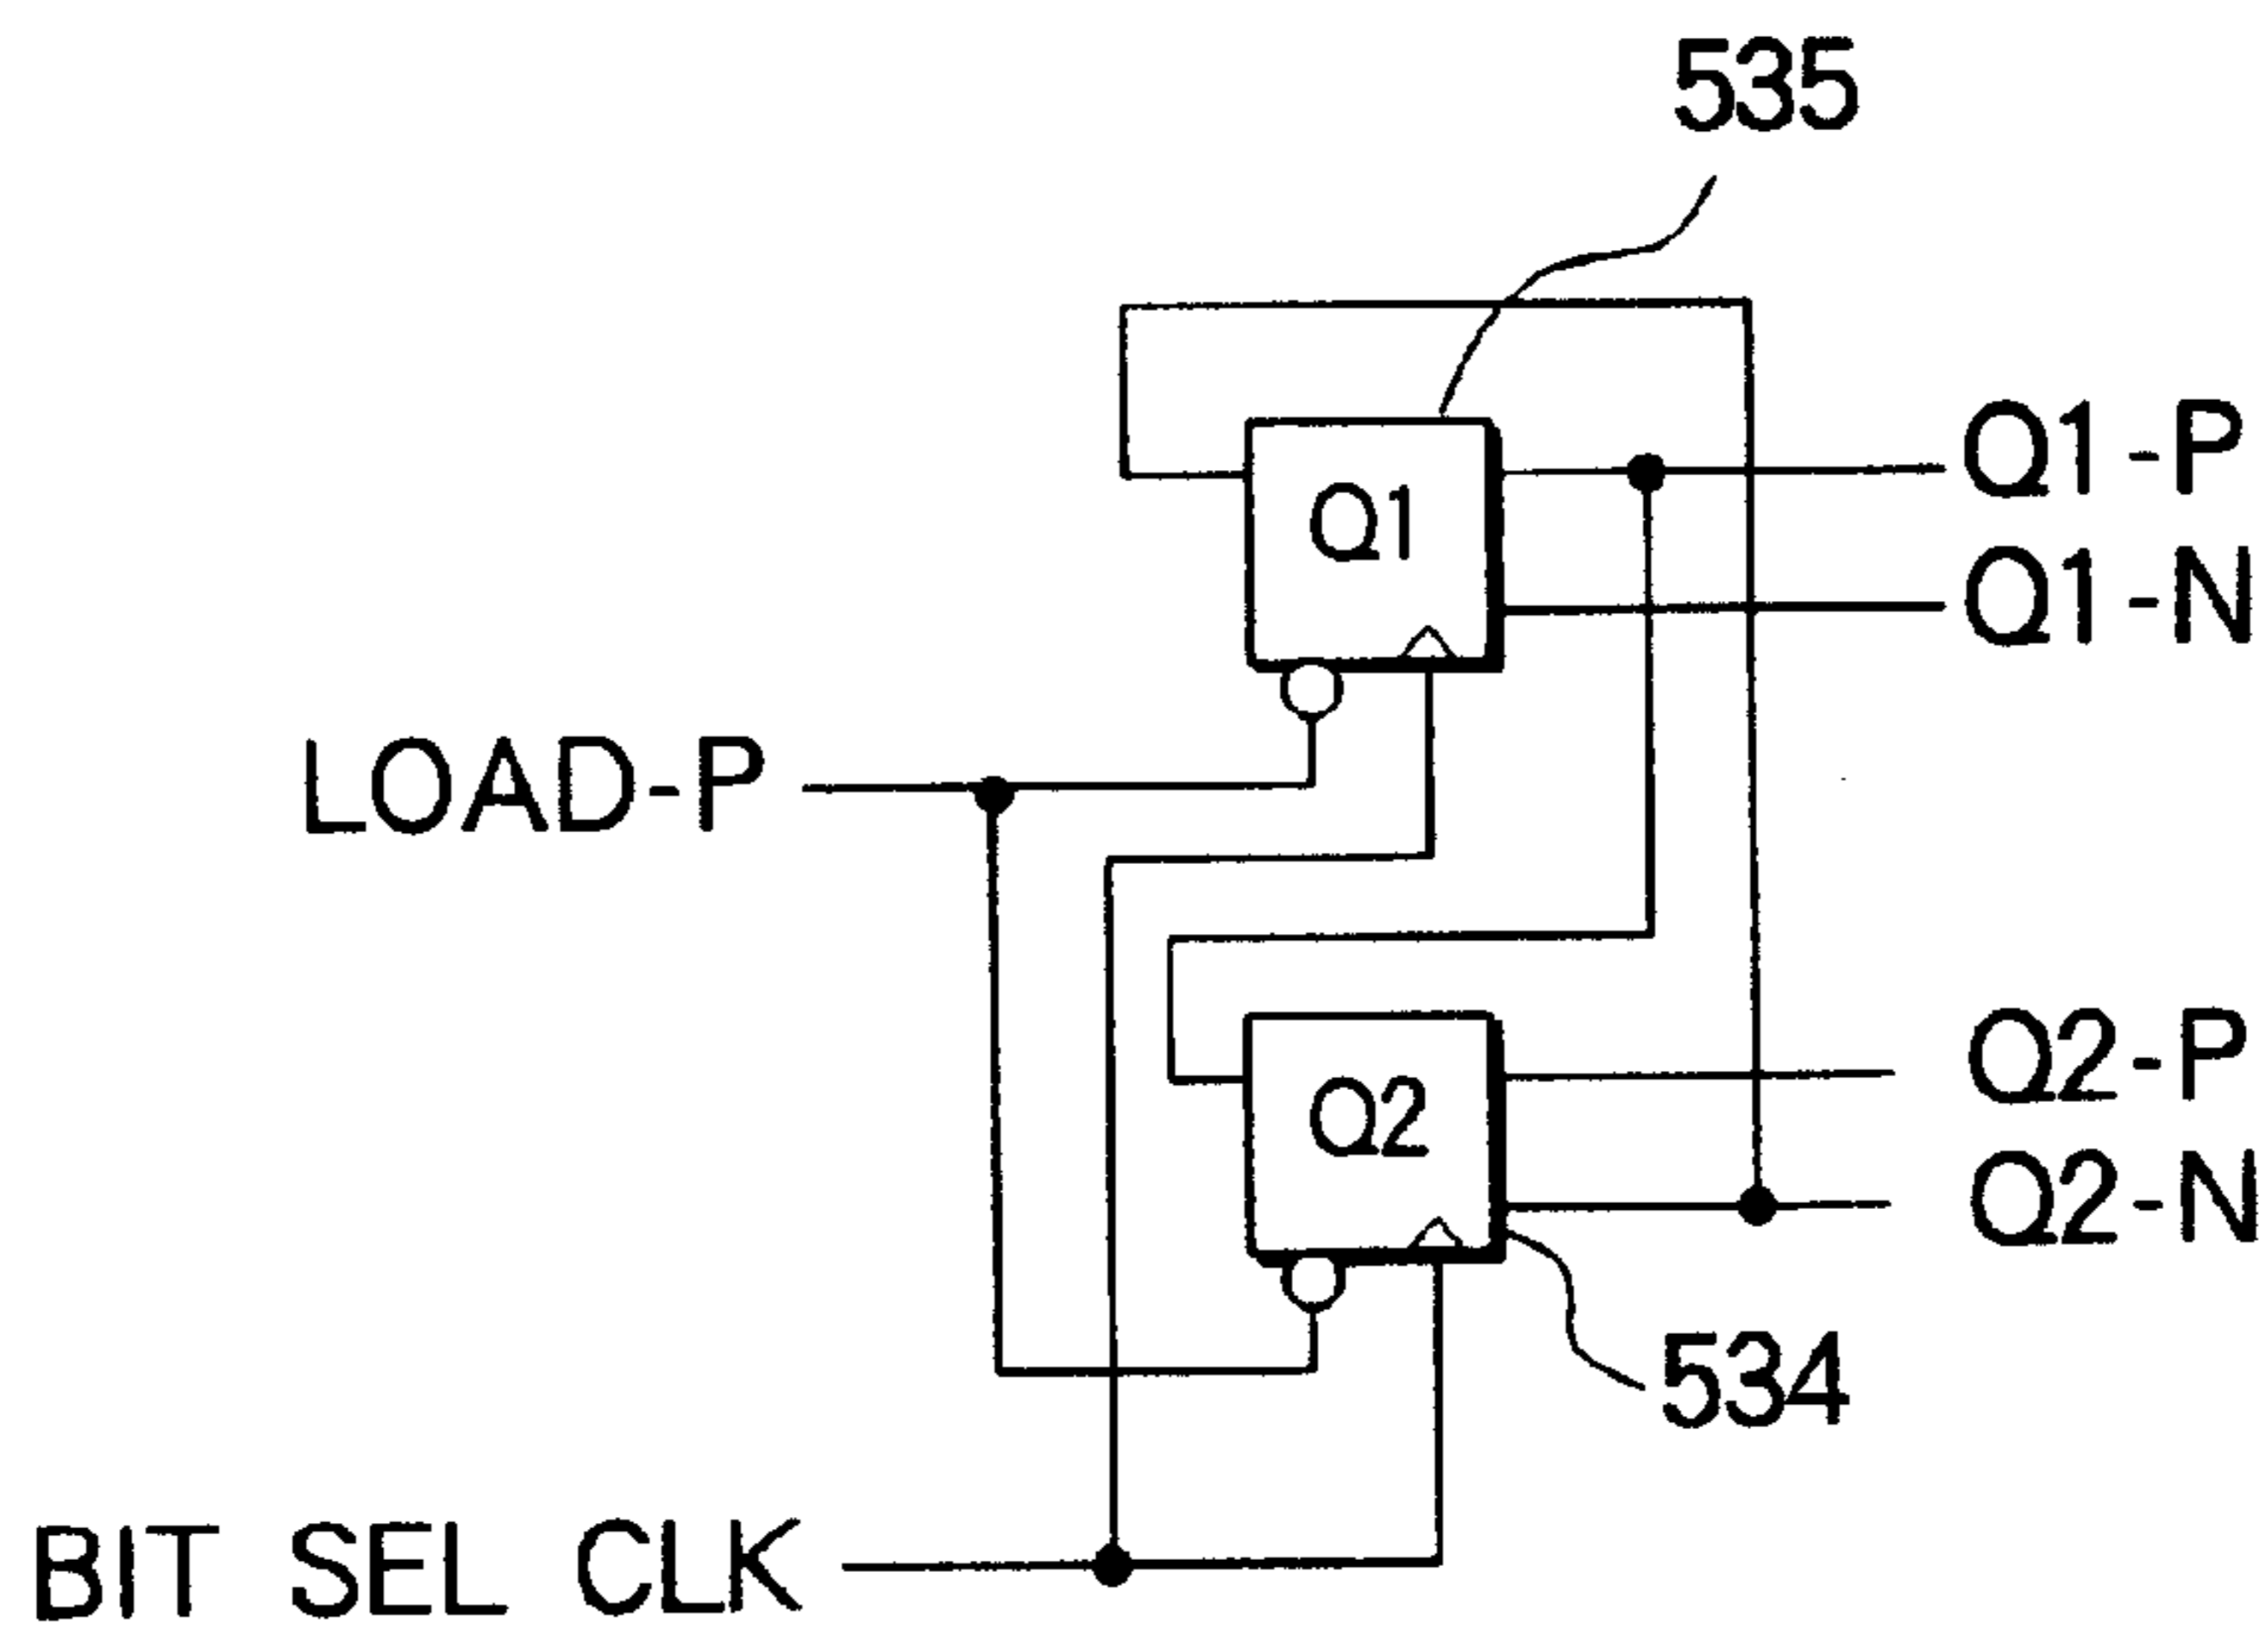 535
Q1-P
Q1
Q1-N
LOAD-P
Q2-P
Q2
Q2-N
534
BIT SEL CLK